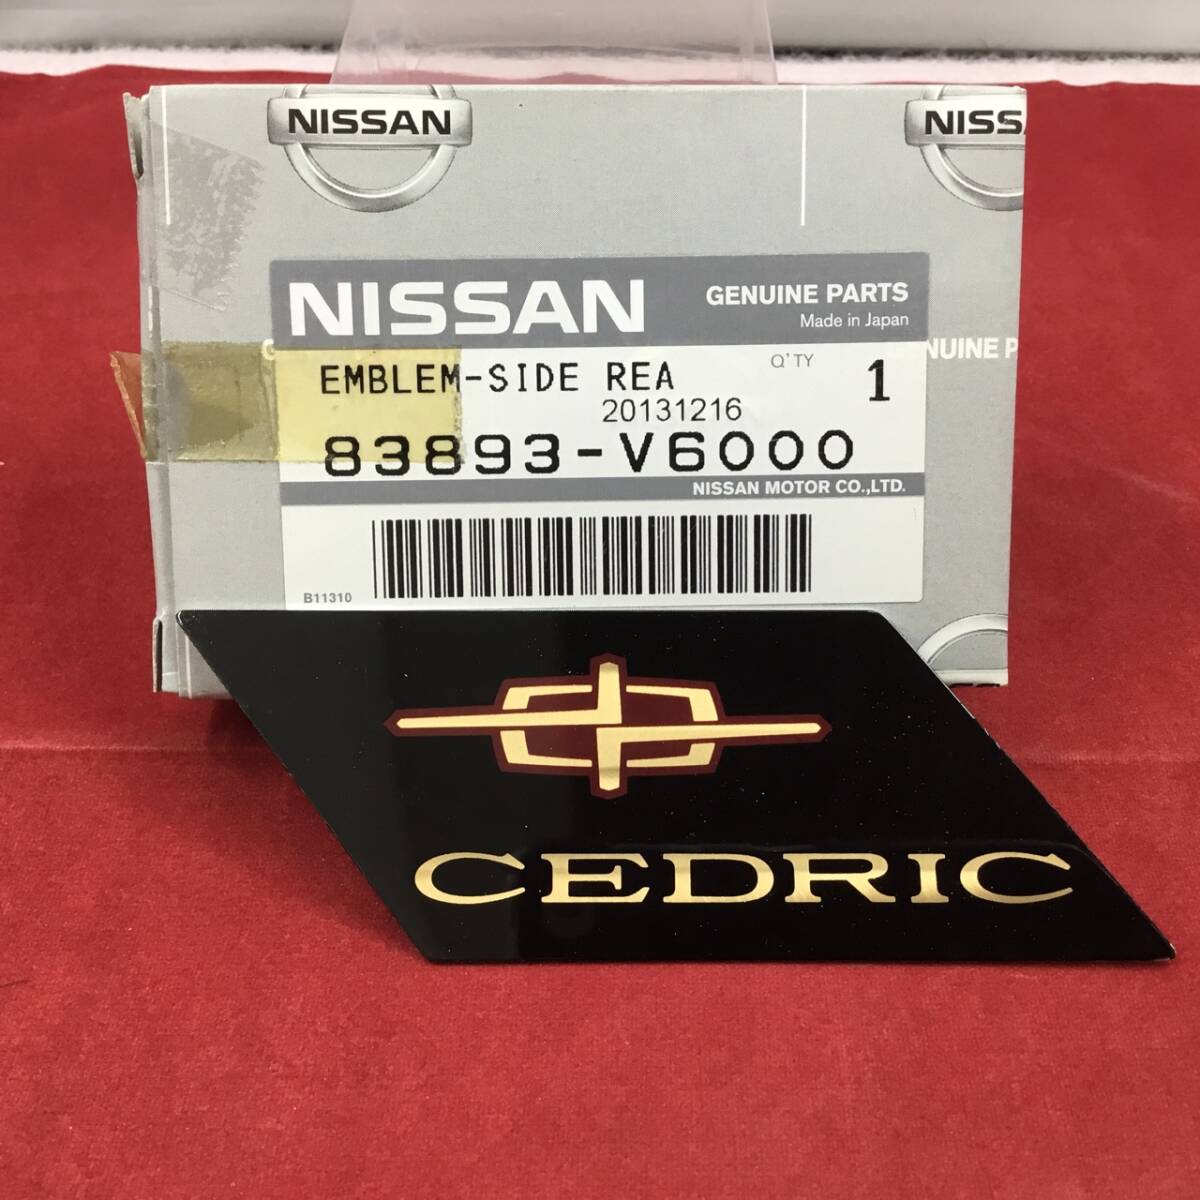 NISSAN
NISS
NISSAN
GENUINE PARTS
Made in Japan
G
NUINE P
EMBLEM-SIDE REA
Q'TY
1
20131216
83893-V6000
NISSAN MOTOR CO.,LTD.
B11310
CEDRIC